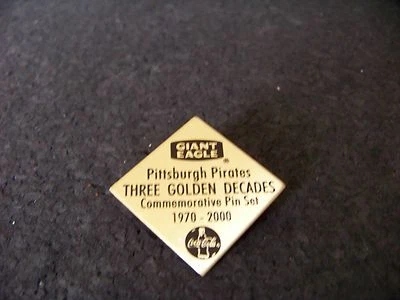 GIANT
EAGLE®
Pittsburgh Pirates
THREE GOLDEN DECADES
Commemorative Pin Set
1970 - 2000
Coca-Cola